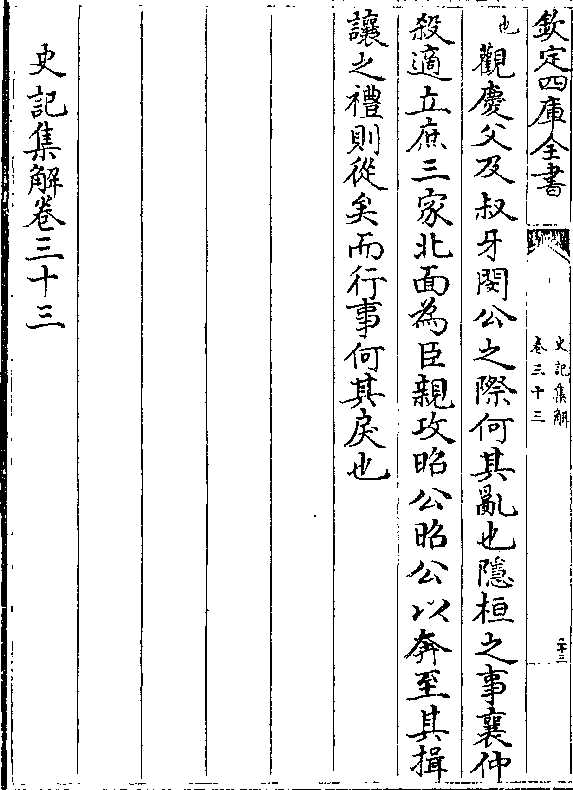 欽定四庫全書
史記集解
卷三十三
二十三
也
觀慶父及叔牙閔公之際何其亂也隱桓之事襄仲
殺適立庶三家北面為臣親攻昭公昭公以奔至其揖
讓之禮則從矣而行事何其戾也
史記集解卷三十三